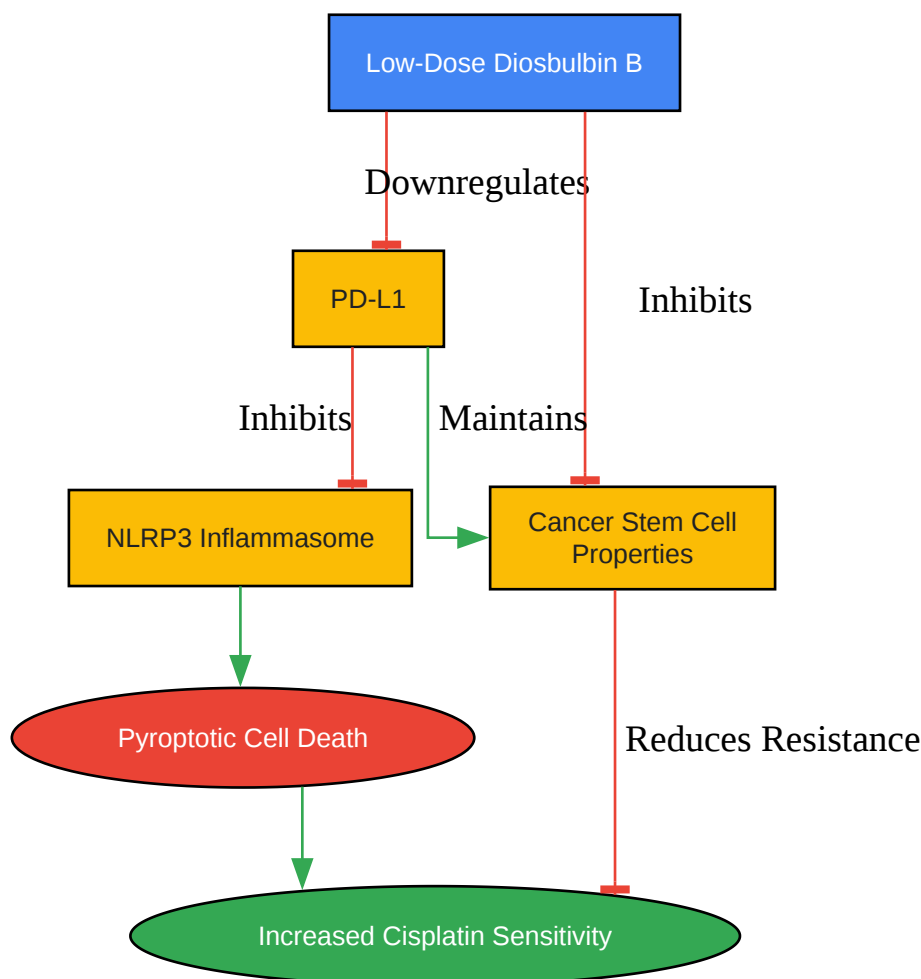 Low-Dose Diosbulbin B
Downregulates
PD-L1
Inhibits
Inhibits
Maintains
NLRP3 Inflammasome
Cancer Stem Cell
Properties
Pyroptotic Cell Death
Reduces Resistance
Increased Cisplatin Sensitivity